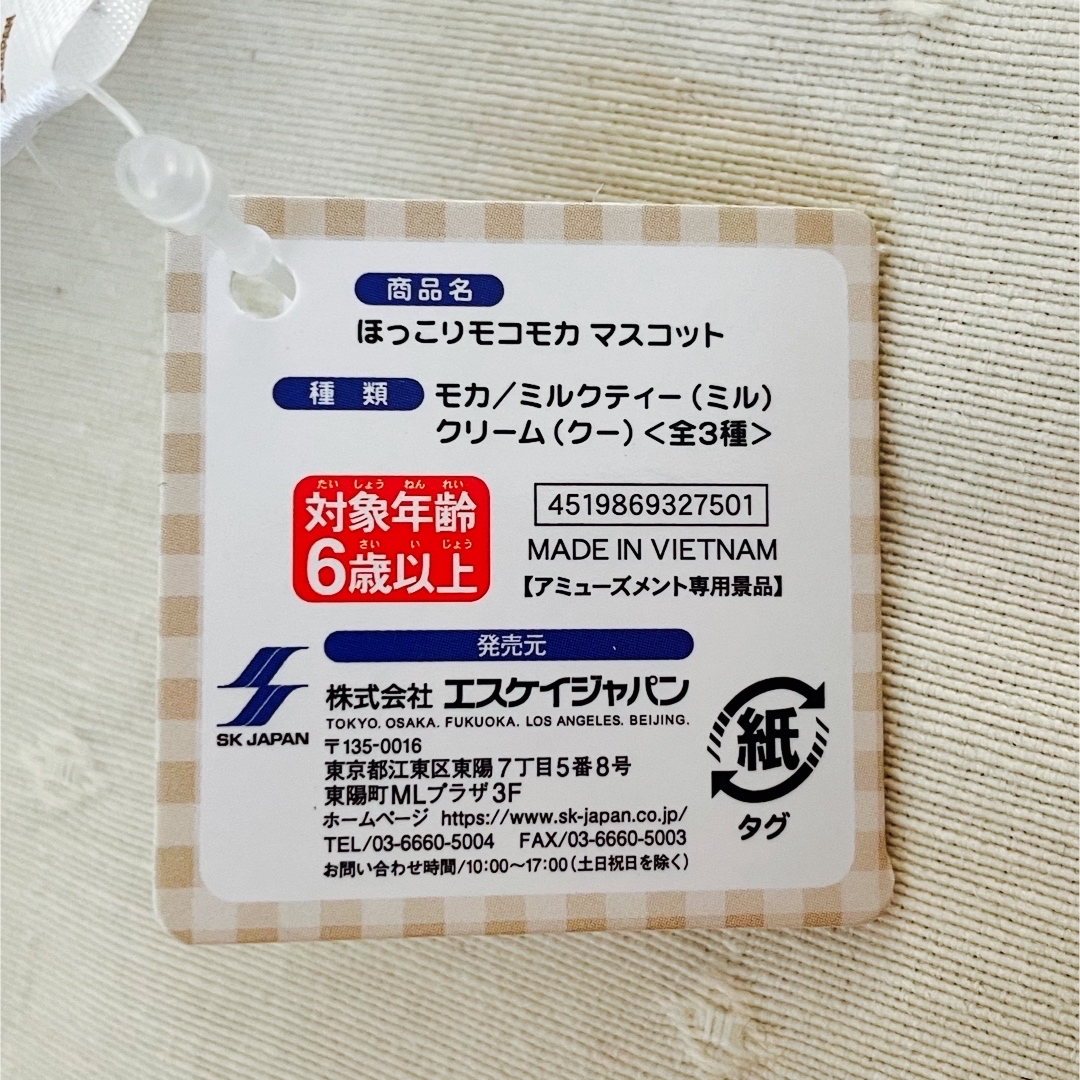 商品名
ほっこりモコモカ マスコット
種類 モカ／ミルクティー（ミル）
クリーム（クー）＜全3種＞
たいしょうねんれい
対象年齢
さいいじょう
6歳以上
4519869327501
MADE IN VIETNAM
【アミューズメント専用景品】
発売元
SK JAPAN
株式会社 エスケイジャパン
TOKYO. OSAKA. FUKUOKA. LOS ANGELES. BEIJING.
〒135-0016
東京都江東区東陽7丁目5番8号
東陽町MLプラザ3F
ホームページ https://www.sk-japan.co.jp/
TEL/03-6660-5004 FAX/03-6660-5003
お問い合わせ時間/10:00〜17:00（土日祝日を除く）
紙
タグ